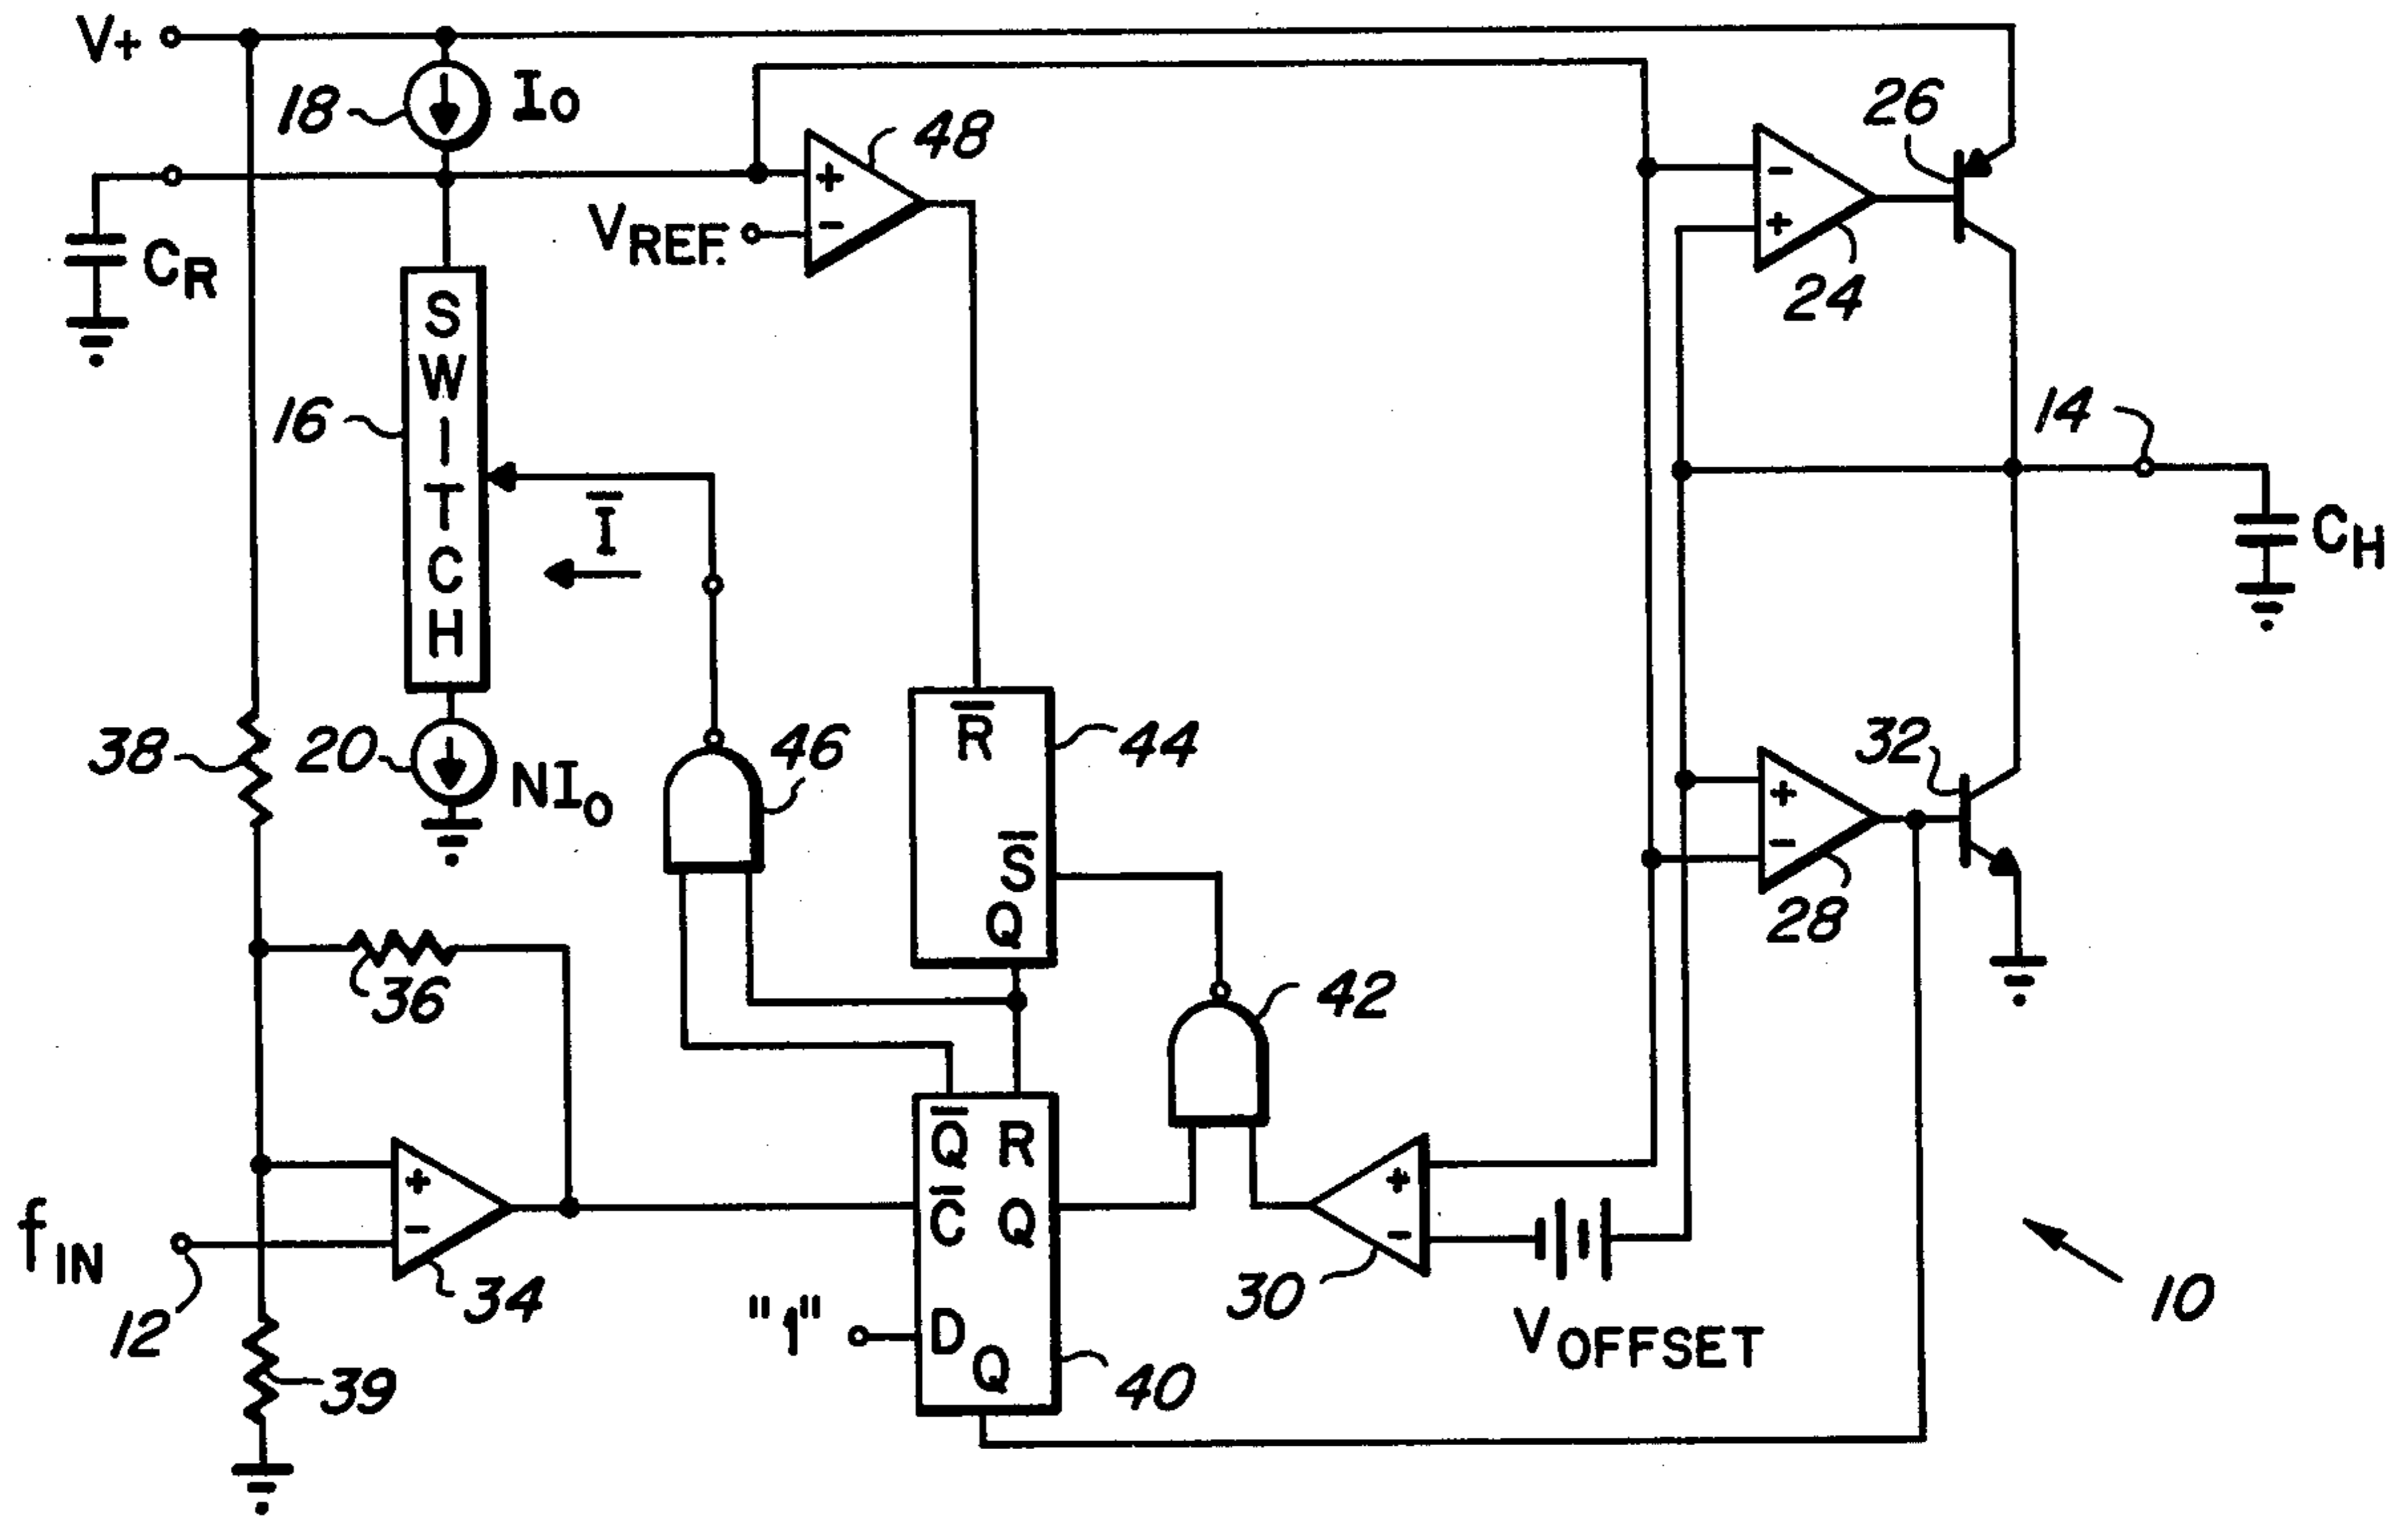 V+
18
I0
26
48
+
-
-
+
VREF.
CR
24
SWITCH
16
14
I̅
CH
R̅
44
38
20
NI0
46
32
+
-
S̅
Q
28
36
42
Q̅ R
+
-
C̅ Q
+
-
fIN
12
34
30
"1"
D
Q
40
VOFFSET
10
39